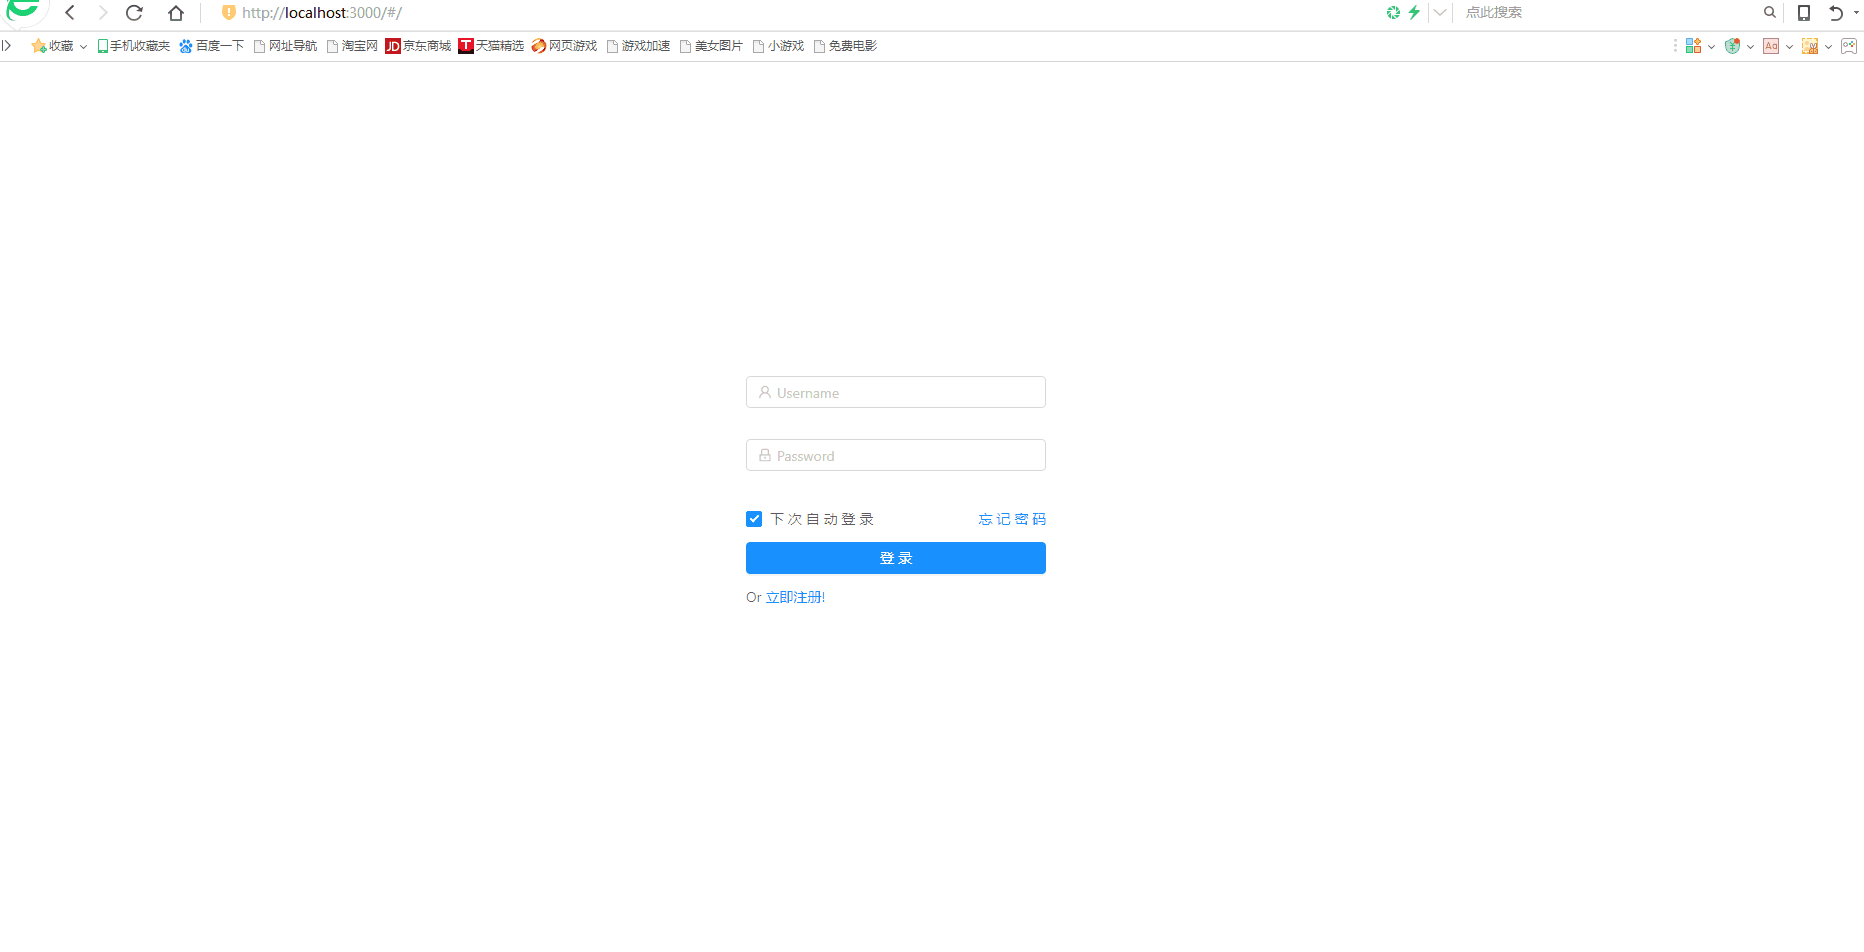 http://localhost:3000/#/ 点此搜索
收藏 手机收藏夹 百度一下 网址导航 淘宝网 JD 京东商城 T 天猫精选 网页游戏 游戏加速 美女图片 小游戏 免费电影 Aa
Username
Password
下次自动登录 忘记密码
登录
Or 立即注册!